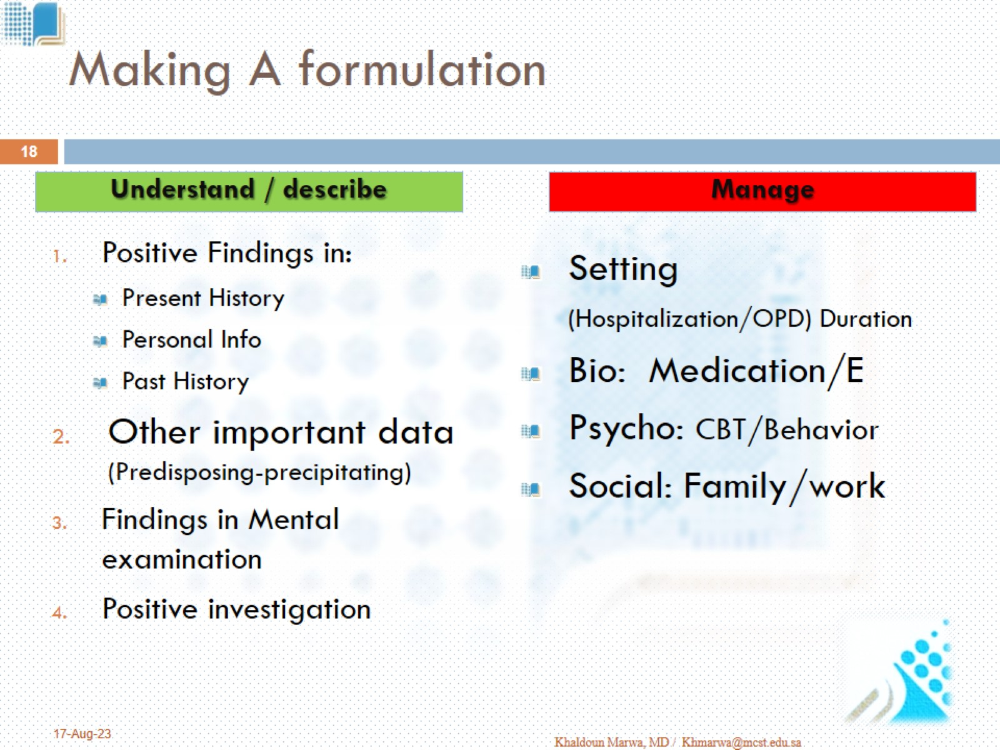 Making A formulation
18
Understand / describe
1. Positive Findings in:
Present History
Personal Info
Past History
2. Other important data
(Predisposing-precipitating)
3. Findings in Mental
examination
4. Positive investigation
Manage
Setting
(Hospitalization/OPD) Duration
Bio: Medication/E
Psycho: CBT/Behavior
Social: Family/work
17-Aug-23
Khaldoun Marwa, MD / Khmarwa@mcst.edu.sa